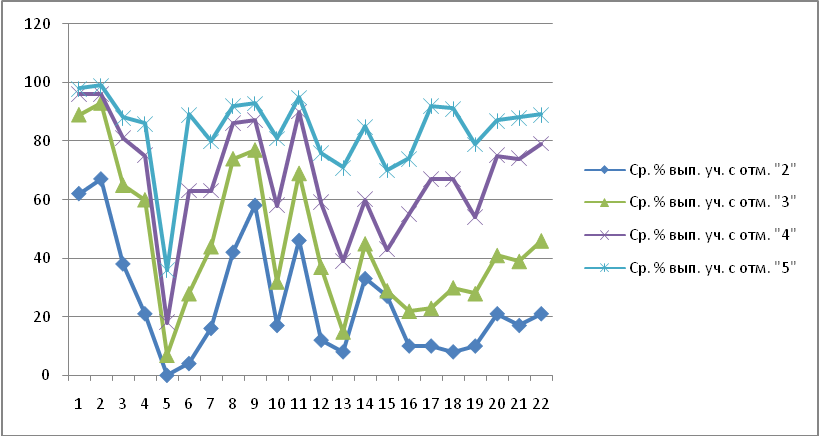 120
100
80
60
40
20
0
1 2 3 4 5 6 7 8 9 10 11 12 13 14 15 16 17 18 19 20 21 22
Ср. % вып. уч. с отм. "2"
Ср. % вып. уч. с отм. "3"
Ср. % вып. уч. с отм. "4"
Ср. % вып. уч. с отм. "5"